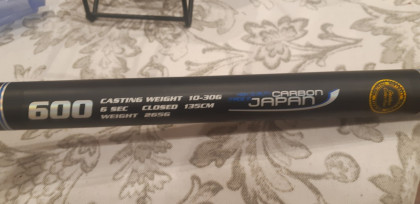 600
CASTING WEIGHT 10-30G
6 SEC CLOSED 135CM
WEIGHT 265G
CARBON
JAPAN